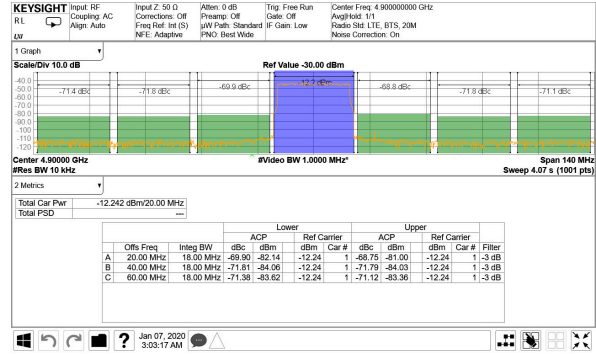 KEYSIGHT Input: RF Input Z: 50 Ω Atten: 0 dB Trig: Free Run Center Freq: 4.900000000 GHz
R L Coupling: AC Corrections: Off Preamp: Off Gate: Off Avg|Hold: 1/1
Align: Auto Freq Ref: Int (S) µW Path: Standard IF Gain: Low Radio Std: LTE, BTS, 20M
LXI NFE: Adaptive PNO: Best Wide Noise Correction: On
1 Graph
Scale/Div 10.0 dB Ref Value -30.00 dBm
-40.0
-50.0
-60.0
-70.0
-80.0
-90.0
-100
-110
-120
-71.4 dBc -71.8 dBc -69.9 dBc -12.2 dBm -68.8 dBc -71.8 dBc -71.1 dBc
Center 4.90000 GHz #Video BW 1.0000 MHz* Span 140 MHz
#Res BW 10 kHz Sweep 4.07 s (1001 pts)
2 Metrics
Total Car Pwr -12.242 dBm/20.00 MHz
Total PSD ---
Lower Upper
ACP Ref Carrier ACP Ref Carrier
Offs Freq Integ BW dBc dBm dBm Car # dBc dBm dBm Car # Filter
A 20.00 MHz 18.00 MHz -69.90 -82.14 -12.24 1 -68.75 -81.00 -12.24 1 -3 dB
B 40.00 MHz 18.00 MHz -71.81 -84.06 -12.24 1 -71.79 -84.03 -12.24 1 -3 dB
C 60.00 MHz 18.00 MHz -71.38 -83.62 -12.24 1 -71.12 -83.36 -12.24 1 -3 dB
? Jan 07, 2020
3:03:17 AM